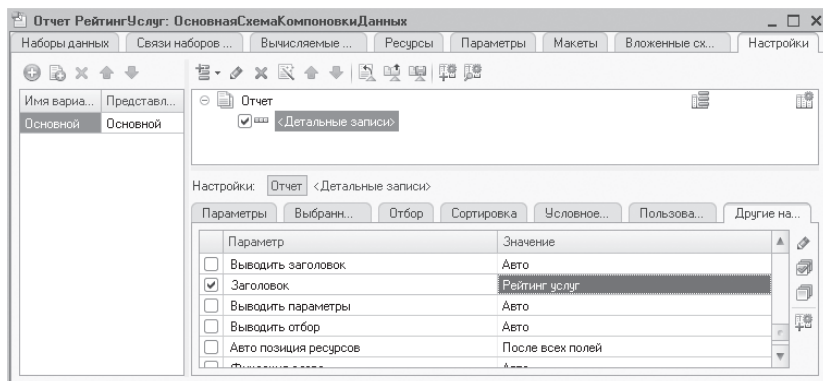 Отчет РейтингУслуг: ОсновнаяСхемаКомпоновкиДанных
Наборы данных Связи наборов ... Вычисляемые ... Ресурсы Параметры Макеты Вложенные сх... Настройки
Имя вариа... Представл...
Основной Основной
Отчет
<Детальные записи>
Настройки: Отчет <Детальные записи>
Параметры Выбранн... Отбор Сортировка Условное... Пользова... Другие на...
Параметр Значение
Выводить заголовок Авто
Заголовок Рейтинг услуг
Выводить параметры Авто
Выводить отбор Авто
Авто позиция ресурсов После всех полей